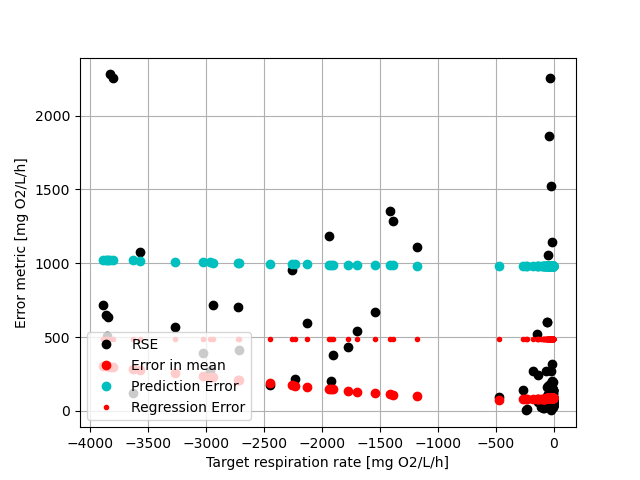 2000
1500
1000
500
0
Error metric [mg O2/L/h]
RSE
Error in mean
Prediction Error
Regression Error
−4000 −3500 −3000 −2500 −2000 −1500 −1000 −500 0
Target respiration rate [mg O2/L/h]